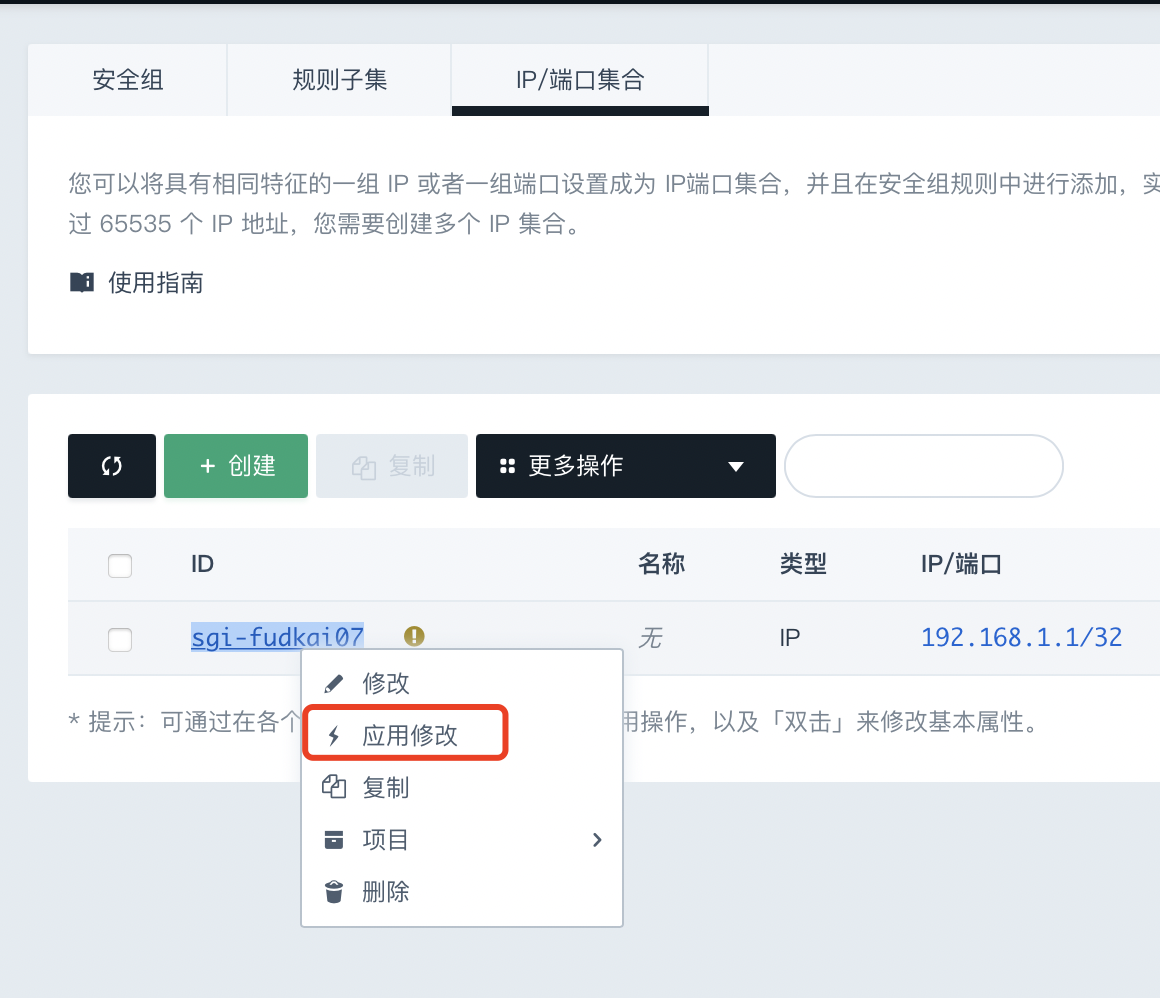 安全组
规则子集
IP/端口集合
您可以将具有相同特征的一组 IP 或者一组端口设置成为 IP端口集合，并且在安全组规则中进行添加，实
过 65535 个 IP 地址，您需要创建多个 IP 集合。
使用指南
+ 创建
复制
更多操作
ID
名称
类型
IP/端口
sgi-fudkai07
无
IP
192.168.1.1/32
* 提示：可通过在各个
用操作，以及「双击」来修改基本属性。
修改
应用修改
复制
项目
删除